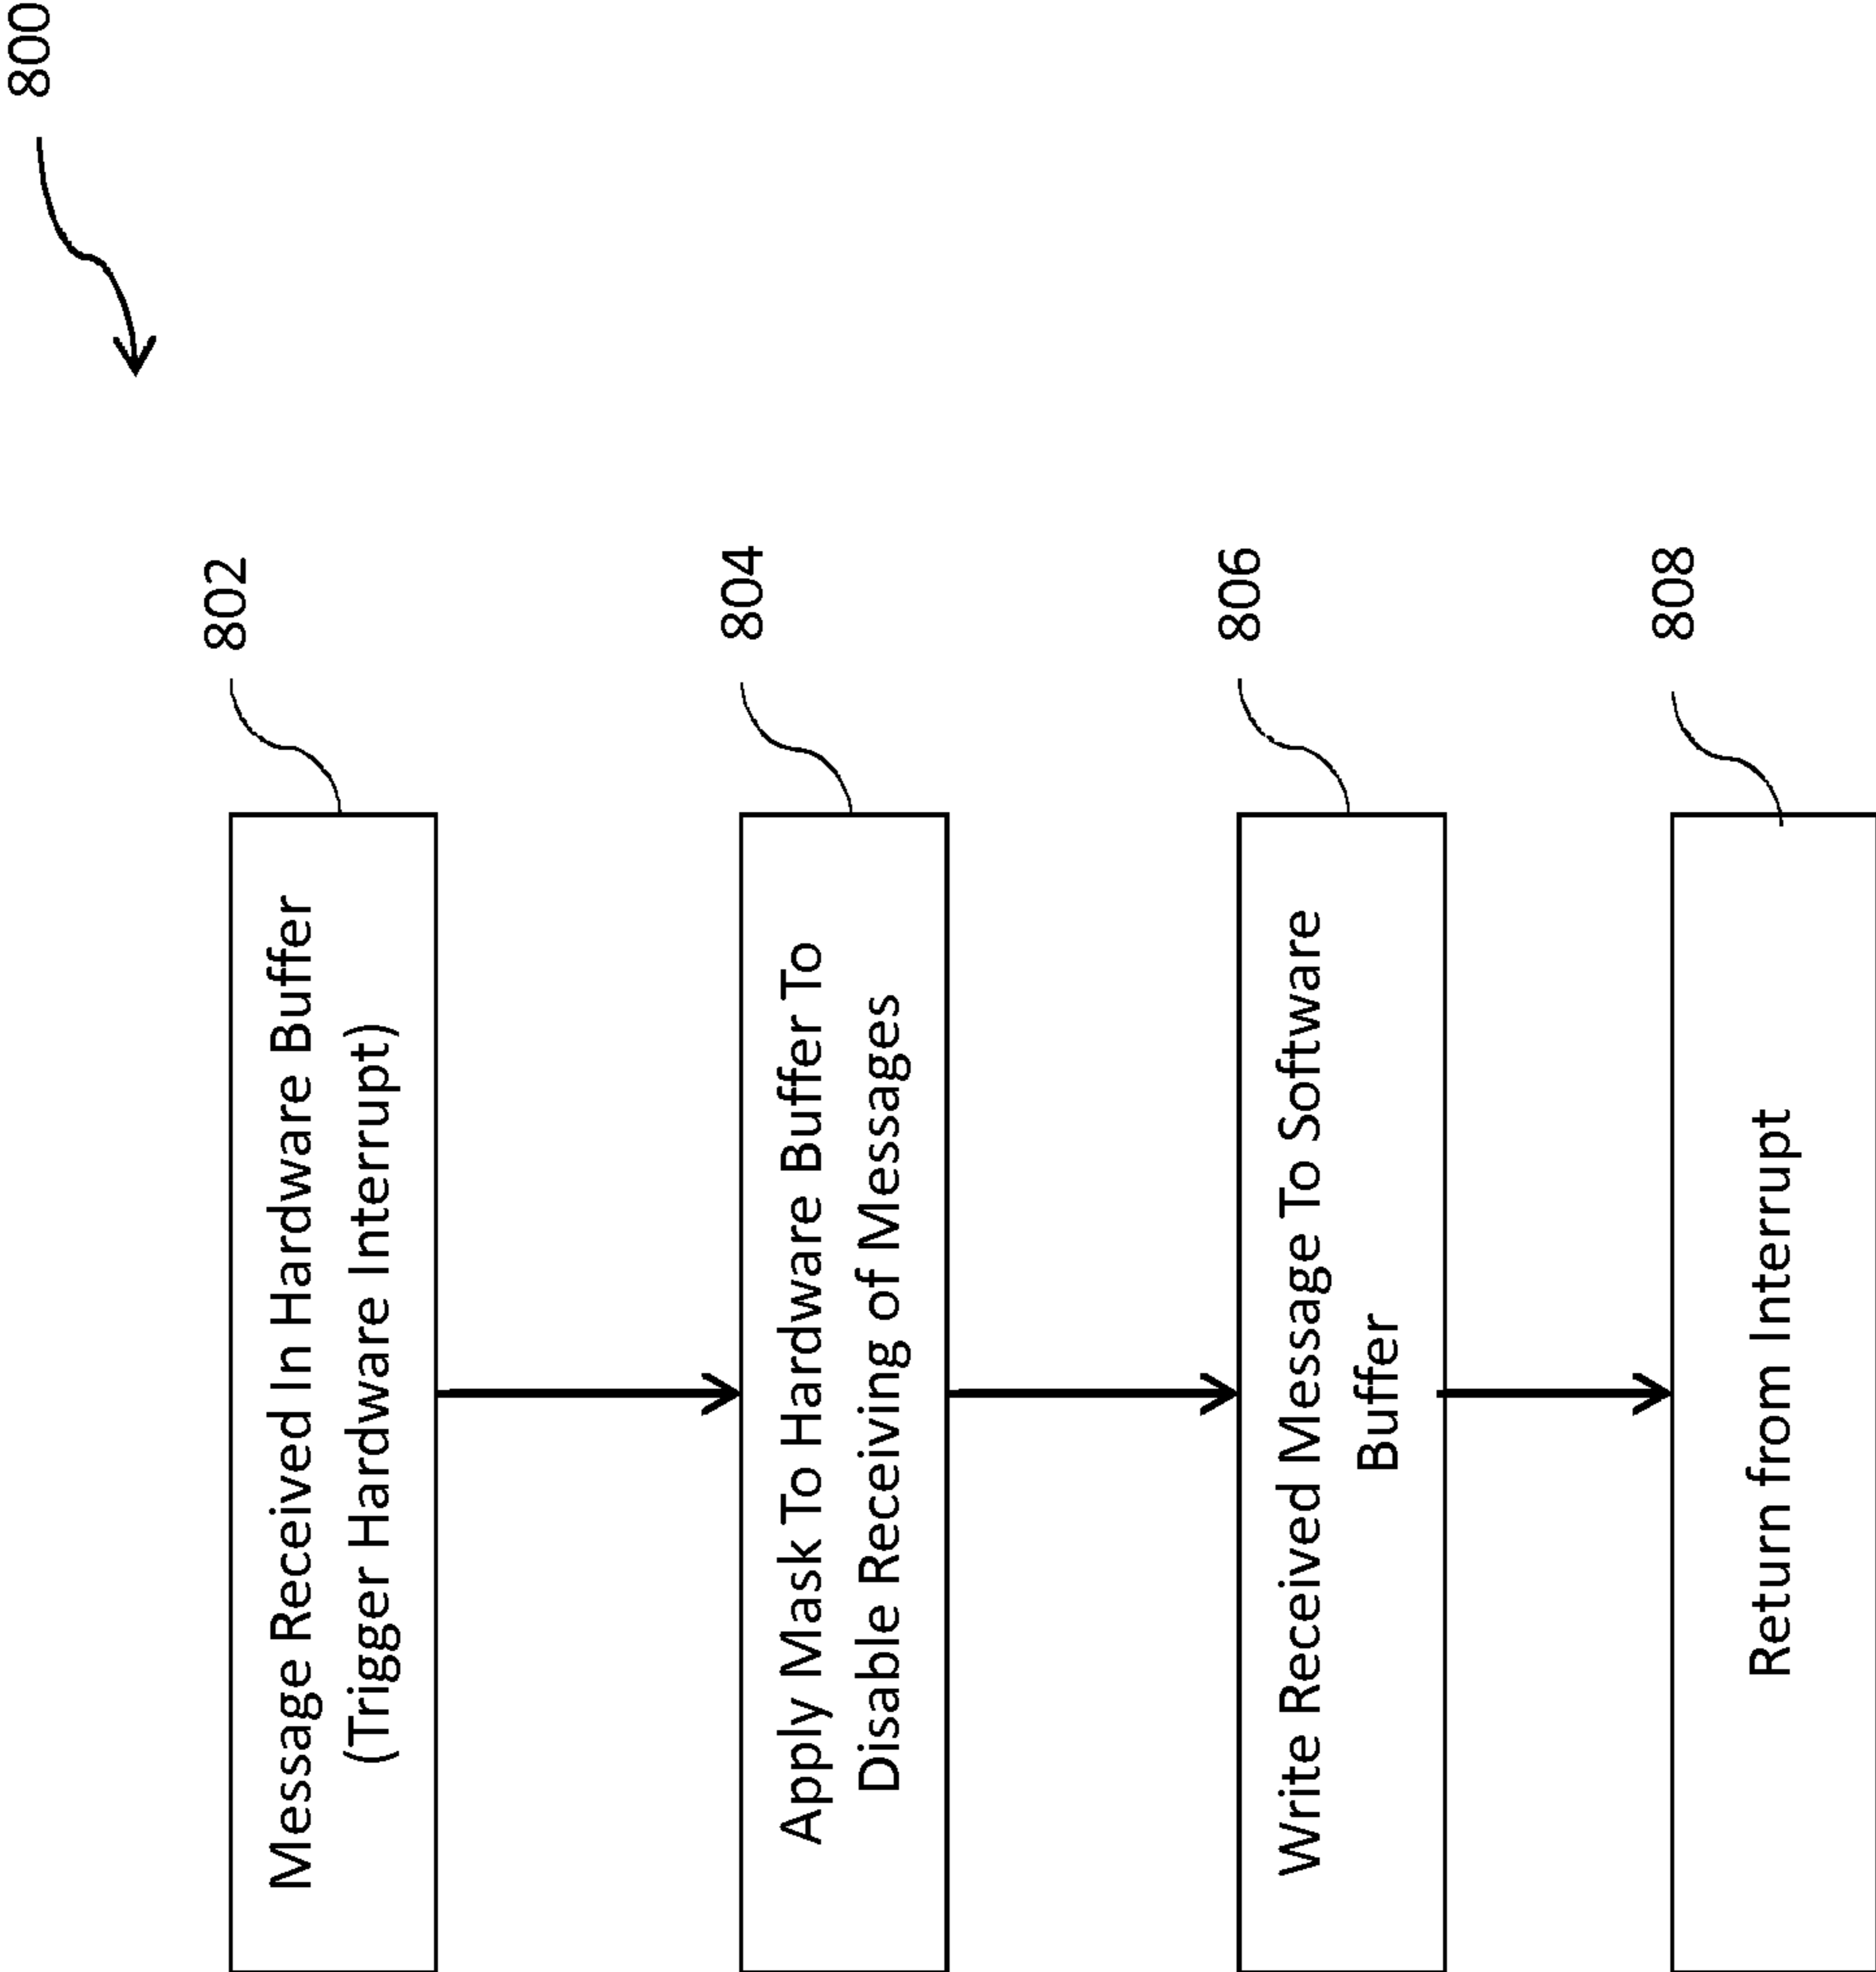 800
802
Message Received In Hardware Buffer
(Trigger Hardware Interrupt)
804
Apply Mask To Hardware Buffer To
Disable Receiving of Messages
806
Write Received Message To Software
Buffer
808
Return from Interrupt